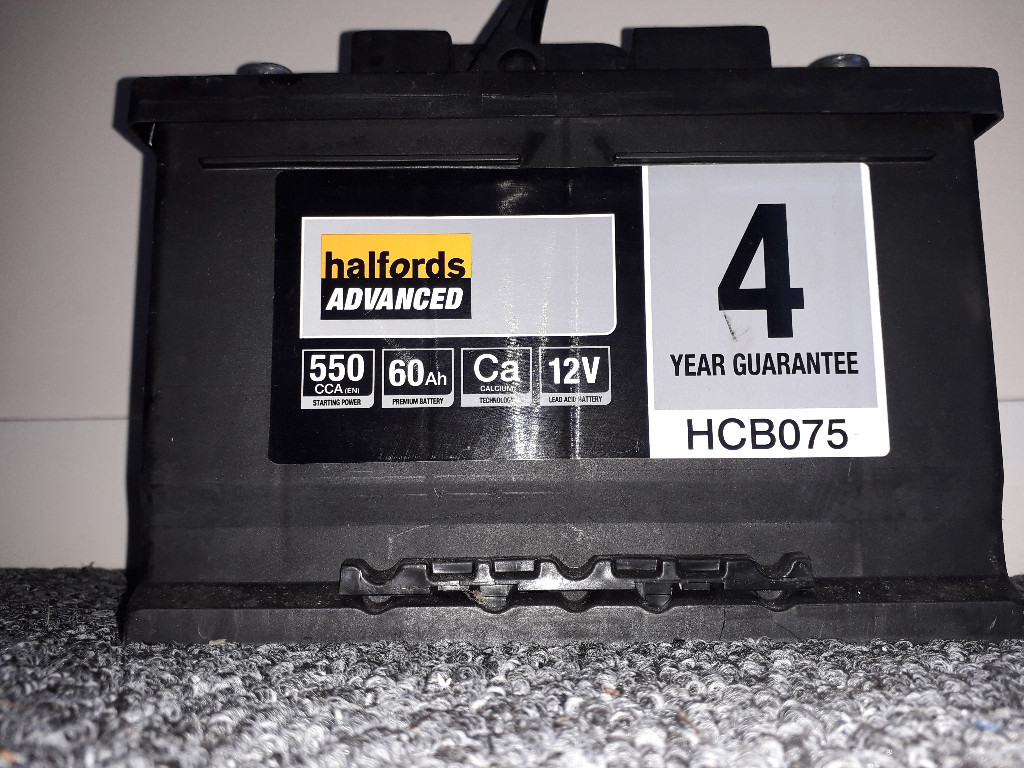 halfords
ADVANCED
550
CCA (EN)
STARTING POWER
60Ah
PREMIUM BATTERY
Ca
CALCIUM
TECHNOLOGY
12V
LEAD ACID BATTERY
4
YEAR GUARANTEE
HCB075